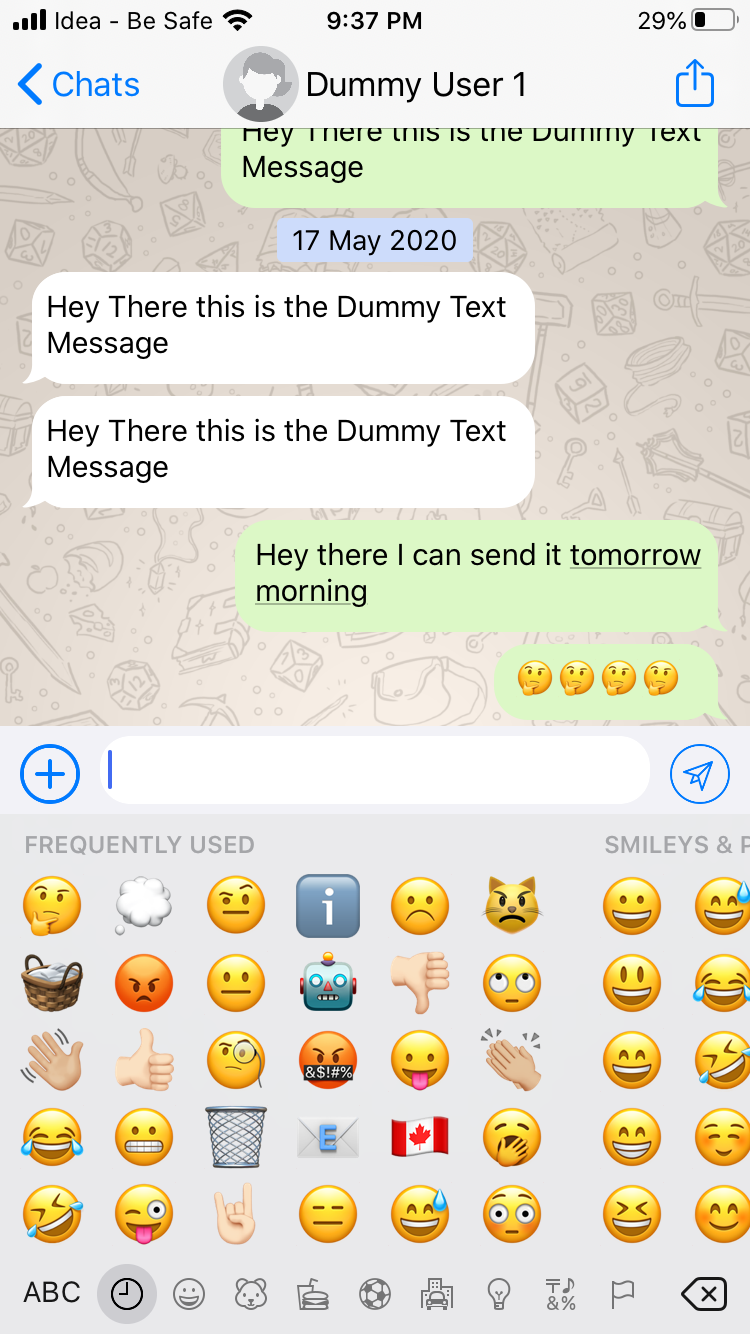 Idea - Be Safe 9:37 PM 29%
Chats Dummy User 1
Hey There this is the Dummy Text
Message
17 May 2020
Hey There this is the Dummy Text
Message
Hey There this is the Dummy Text
Message
Hey there I can send it tomorrow
morning
🤔🤔🤔🤔
FREQUENTLY USED SMILEYS & P
&$!#%
E
ABC &%